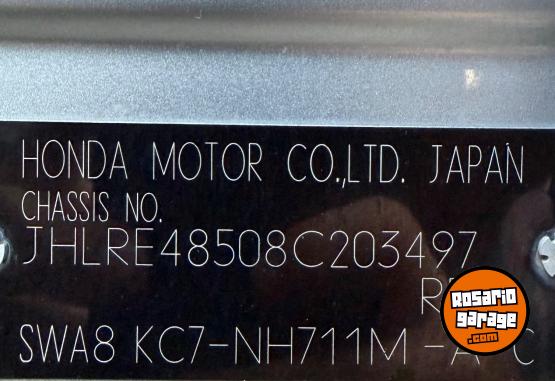 HONDA MOTOR CO.,LTD. JAPAN
CHASSIS NO.
JHLRE48508C203497
Rosario
garage
.com
SWA8 KC7-NH711M -A C